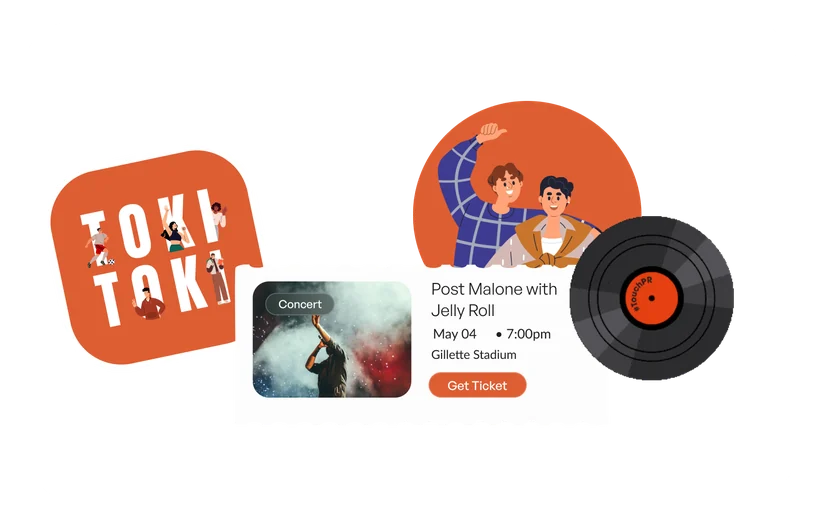 TOKI
TOKI
Concert
Post Malone with
Jelly Roll
May 04 • 7:00pm
Gillette Stadium
Get Ticket
eTouchPR